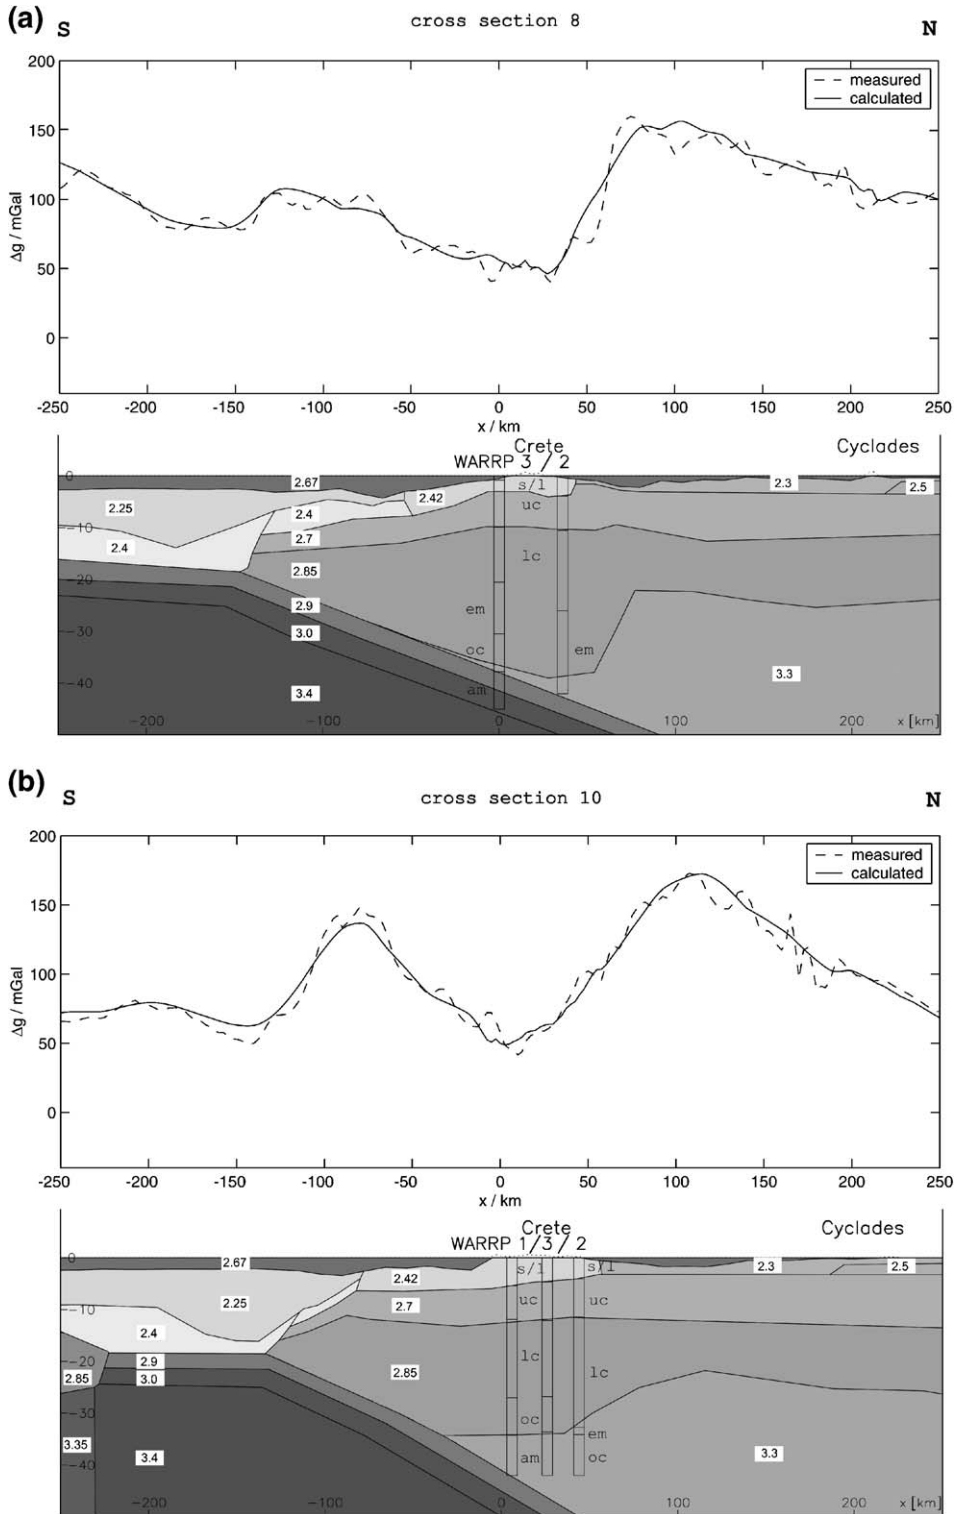 (a) S cross section 8 N
200
measured
calculated
150
100
50
0
Δg / mGal
-250 -200 -150 -100 -50 0 50 100 150 200 250
x / km
Crete Cyclades
WARRP 3 / 2
0
2.67 s/l 2.3 2.5
2.25 2.42 uc
2.4
-10
2.4 2.7 lc
2.85
-20
2.9 em
3.0
-30
oc em
3.3
3.4 am
-40
-200 -100 100 200 x [km]
(b) S cross section 10 N
200
measured
calculated
150
100
50
0
Δg / mGal
-250 -200 -150 -100 -50 0 50 100 150 200 250
x / km
Crete Cyclades
WARRP 1/3/2
0
2.67 s/l s/l 2.3 2.5
2.42
2.25 2.7 uc uc
-10
2.4
2.9 lc lc
-20
2.85 3.0 2.85
-30
oc em
3.35 3.4 am oc 3.3
-40
-200 -100 0 100 200 x [km]